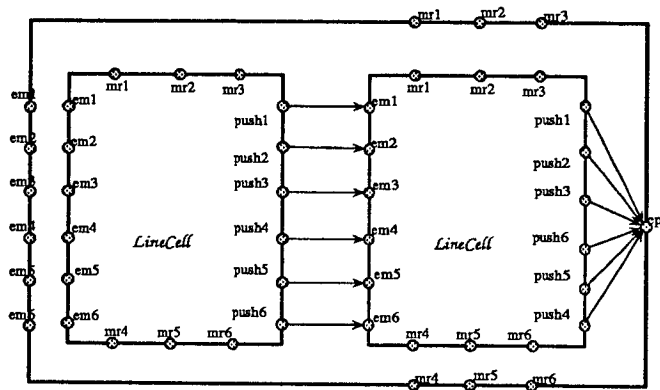 mr1 mr2 mr3
mr1 mr2 mr3
mr1 mr2 mr3
em1 em1 push1 em1 push1
em2 em2 push2 em2 push2
em3 em3 push3 em3 push3
em4 em4 push4 em4 push6 cp
LineCell LineCell
em5 em5 push5 em5 push5
em6 em6 push6 em6 push4
mr4 mr5 mr6
mr4 mr5 mr6
mr4 mr5 mr6